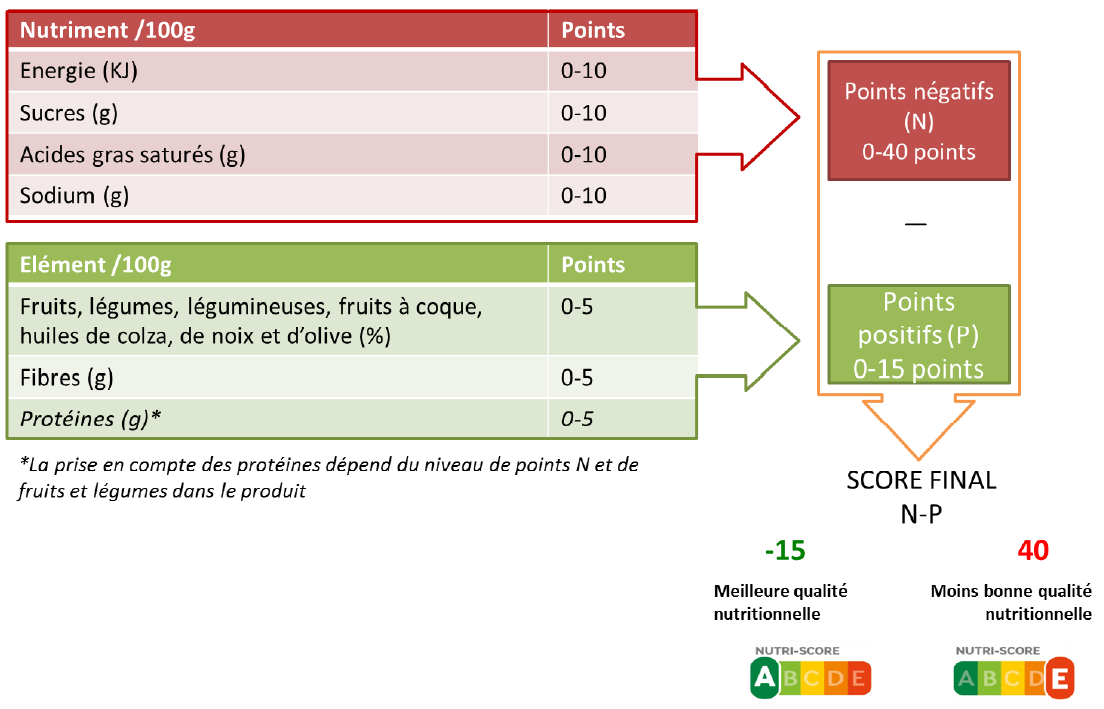 Nutriment /100g Points
Energie (KJ) 0-10
Sucres (g) 0-10
Acides gras saturés (g) 0-10
Sodium (g) 0-10
Points négatifs
(N)
0-40 points
—
Elément /100g Points
Fruits, légumes, légumineuses, fruits à coque, 0-5
huiles de colza, de noix et d’olive (%)
Fibres (g) 0-5
Protéines (g)* 0-5
Points
positifs (P)
0-15 points
*La prise en compte des protéines dépend du niveau de points N et de
fruits et légumes dans le produit
SCORE FINAL
N-P
-15
Meilleure qualité
nutritionnelle
NUTRI-SCORE
A B C D E
40
Moins bonne qualité
nutritionnelle
NUTRI-SCORE
A B C D E